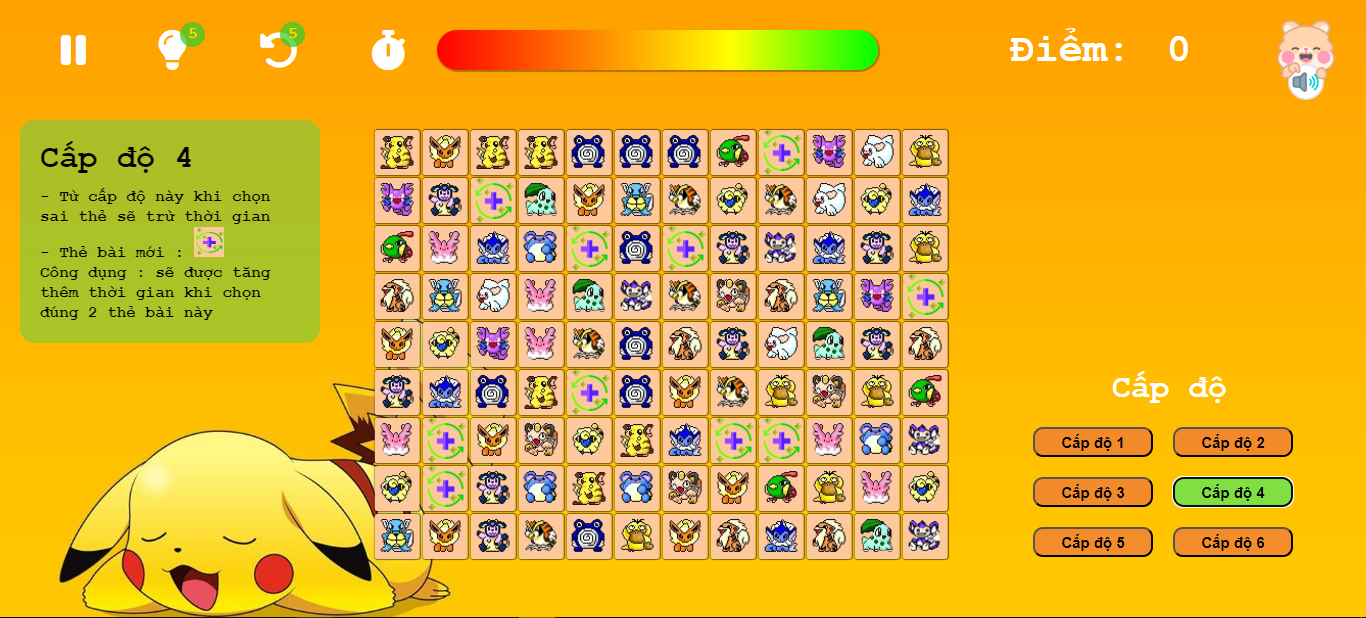 5
5
Điểm: 0
Cấp độ 4
- Từ cấp độ này khi chọn
sai thẻ sẽ trừ thời gian
- Thẻ bài mới :
Công dụng : sẽ được tăng
thêm thời gian khi chọn
đúng 2 thẻ bài này
Cấp độ
Cấp độ 1
Cấp độ 2
Cấp độ 3
Cấp độ 4
Cấp độ 5
Cấp độ 6